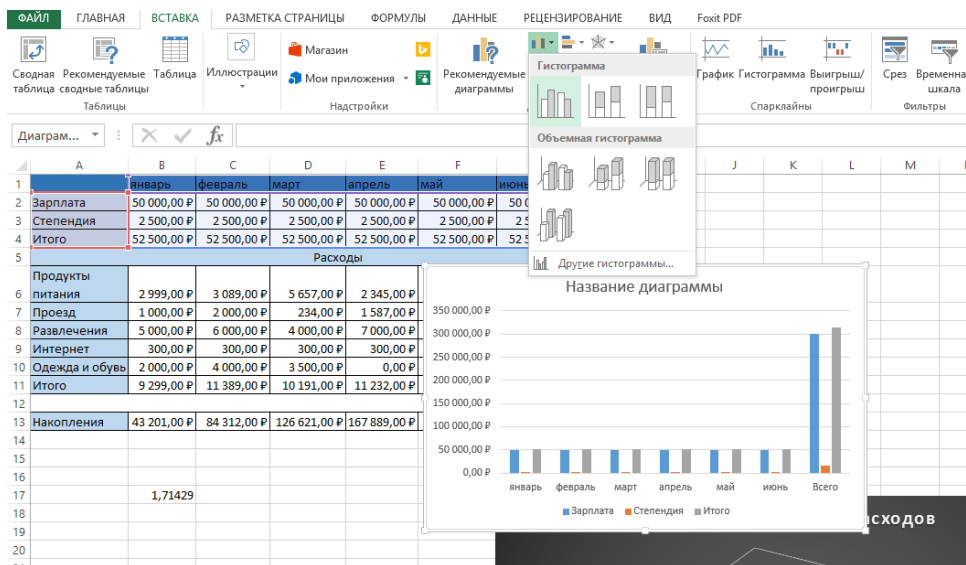 ФАЙЛ ГЛАВНАЯ ВСТАВКА РАЗМЕТКА СТРАНИЦЫ ФОРМУЛЫ ДАННЫЕ РЕЦЕНЗИРОВАНИЕ ВИД Foxit PDF
Сводная таблица
Рекомендуемые сводные таблицы
Таблица
Иллюстрации
Магазин
Мои приложения
Рекомендуемые диаграммы
График Гистограмма Выигрыш/проигрыш
Срез Временная шкала
Таблицы Надстройки Спарклайны Фильтры
Гистограмма
Объемная гистограмма
Другие гистограммы...
Диаграм... fx
A B C D E F J K L M
1 январь февраль март апрель май июнь
2 Зарплата 50 000,00 ₽ 50 000,00 ₽ 50 000,00 ₽ 50 000,00 ₽ 50 000,00 ₽ 50 0
3 Степендия 2 500,00 ₽ 2 500,00 ₽ 2 500,00 ₽ 2 500,00 ₽ 2 500,00 ₽ 2 5
4 Итого 52 500,00 ₽ 52 500,00 ₽ 52 500,00 ₽ 52 500,00 ₽ 52 500,00 ₽ 52 5
5 Расходы
Продукты
6 питания 2 999,00 ₽ 3 089,00 ₽ 5 657,00 ₽ 2 345,00 ₽
7 Проезд 1 000,00 ₽ 2 000,00 ₽ 234,00 ₽ 1 587,00 ₽
8 Развлечения 5 000,00 ₽ 6 000,00 ₽ 4 000,00 ₽ 7 000,00 ₽
9 Интернет 300,00 ₽ 300,00 ₽ 300,00 ₽ 300,00 ₽
10 Одежда и обувь 2 000,00 ₽ 4 000,00 ₽ 3 500,00 ₽ 0,00 ₽
11 Итого 9 299,00 ₽ 11 389,00 ₽ 10 191,00 ₽ 11 232,00 ₽
12
13 Накопления 43 201,00 ₽ 84 312,00 ₽ 126 621,00 ₽ 167 889,00 ₽
14
15
16
17 1,71429
18
19
20
Название диаграммы
350 000,00 ₽
300 000,00 ₽
250 000,00 ₽
200 000,00 ₽
150 000,00 ₽
100 000,00 ₽
50 000,00 ₽
0,00 ₽
январь февраль март апрель май июнь Всего
Зарплата Степендия Итого
сходов